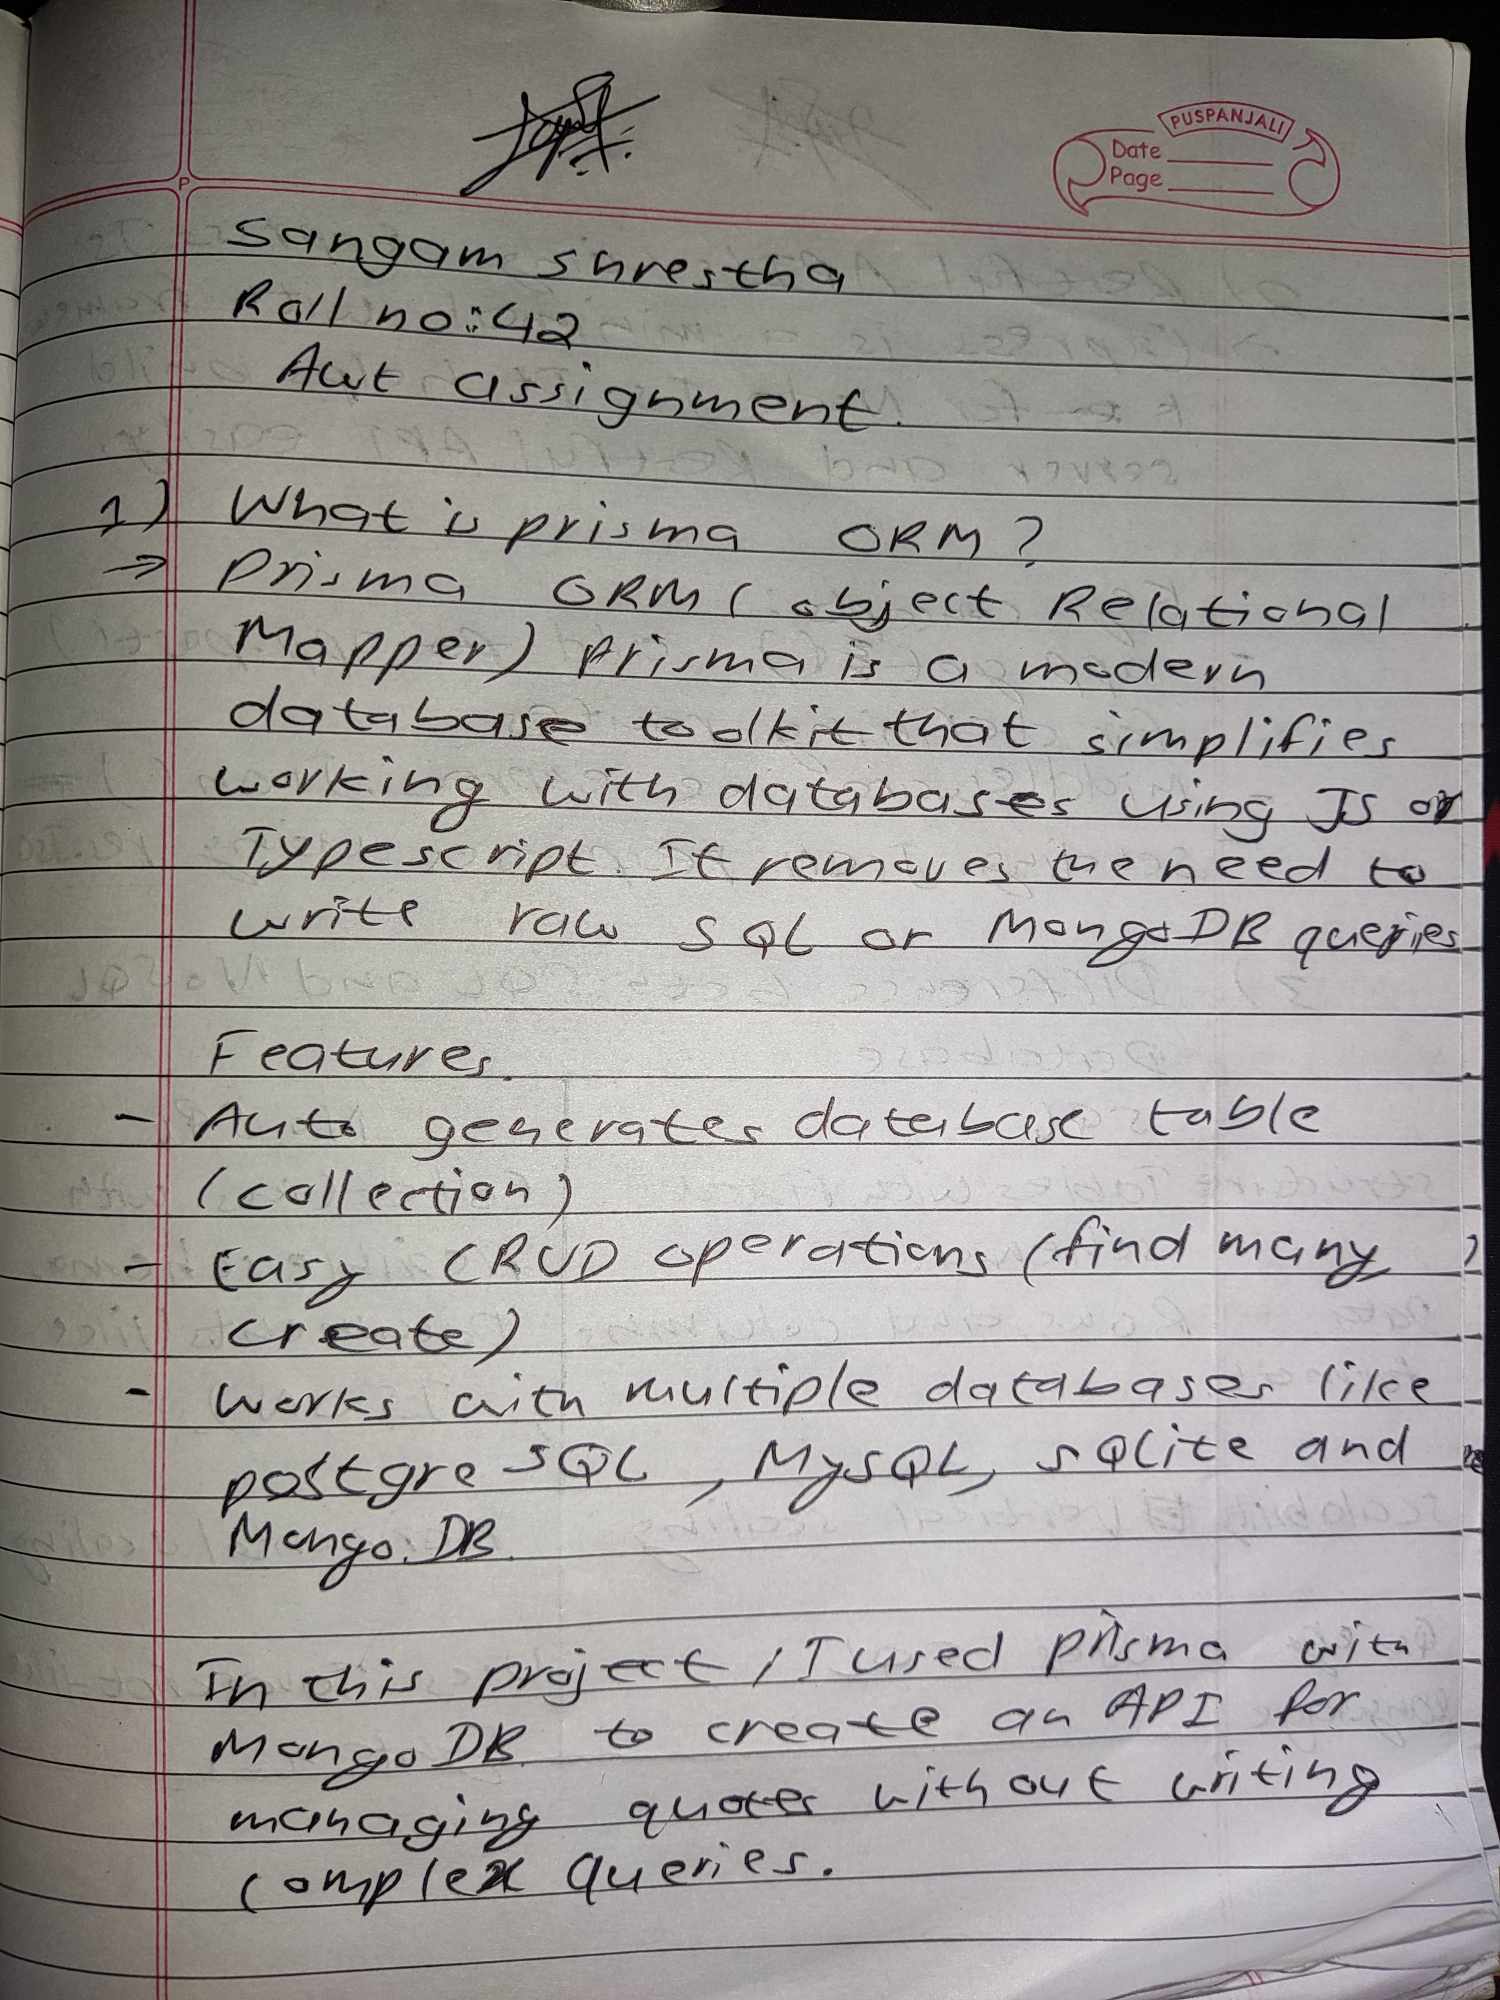 PUSPANJALI
Date
Page
P
Sangam Shrestha
Roll no: 42
Awt assignment.
1) What is prisma ORM?
→ Prisma ORM (object Relational
Mapper) prisma is a modern
database toolkit that simplifies
working with databases using JS or
Typescript. It removes the need to
write raw SQL or MongoDB queries
Features.
- Auto generates database table
(collection)
- Easy CRUD operations (find many,
create)
- works with multiple databases like
postgre SQL, MySQL, sQlite and
Mongo.DB.
In this project, I used prisma with
MongoDB to create an API for
managing quotes without writing
complex queries.